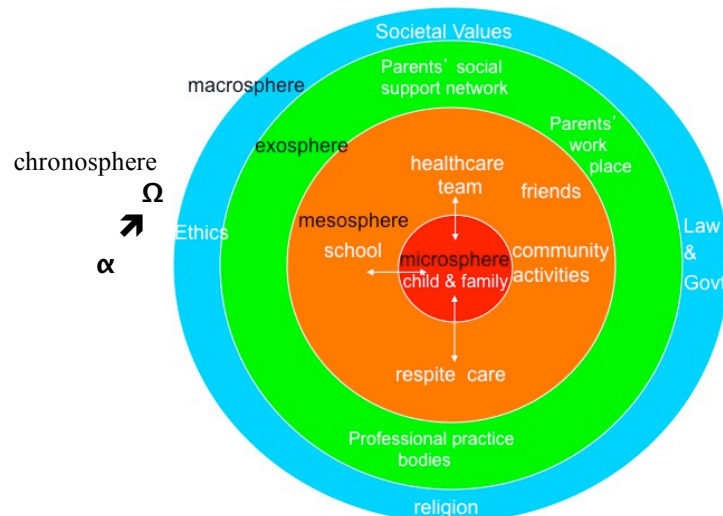 Societal Values
Parents' social
support network
macrosphere
Parents'
work
place
exosphere
chronosphere
healthcare
team
friends
Ω
mesosphere
Ethics
school
microsphere
child & family
community
activities
Law
&
Govt
α
respite care
Professional practice
bodies
religion